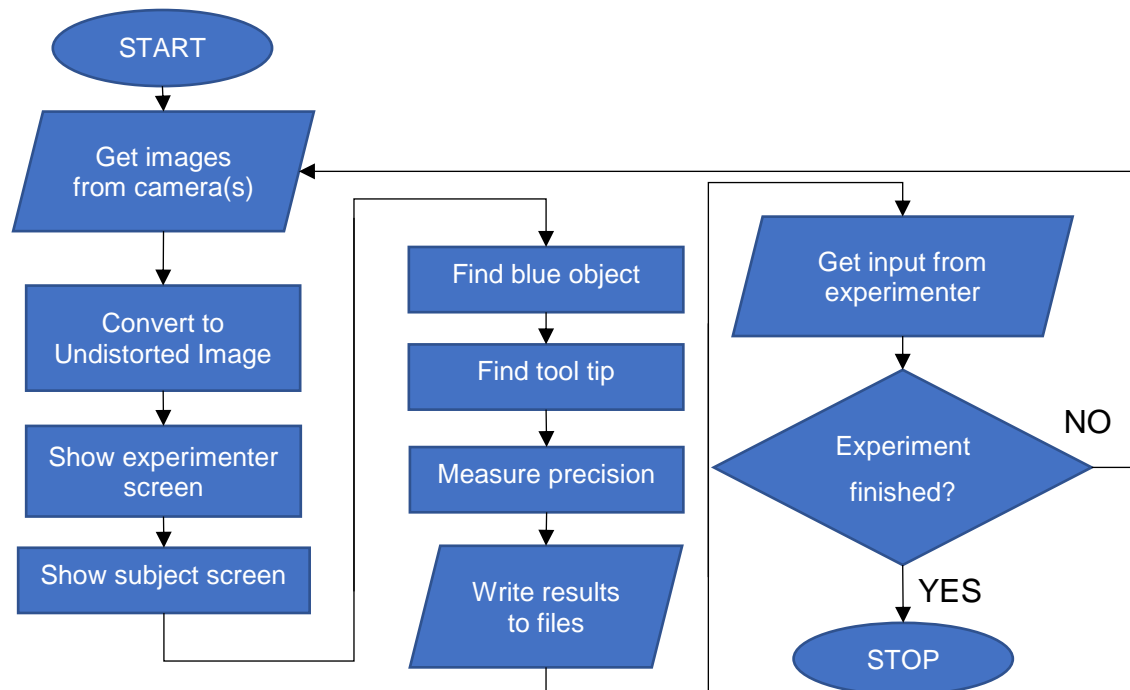 START
Get images
from camera(s)
Convert to
Undistorted Image
Show experimenter
screen
Show subject screen
Find blue object
Find tool tip
Measure precision
Write results
to files
Get input from
experimenter
Experiment
finished?
NO
YES
STOP